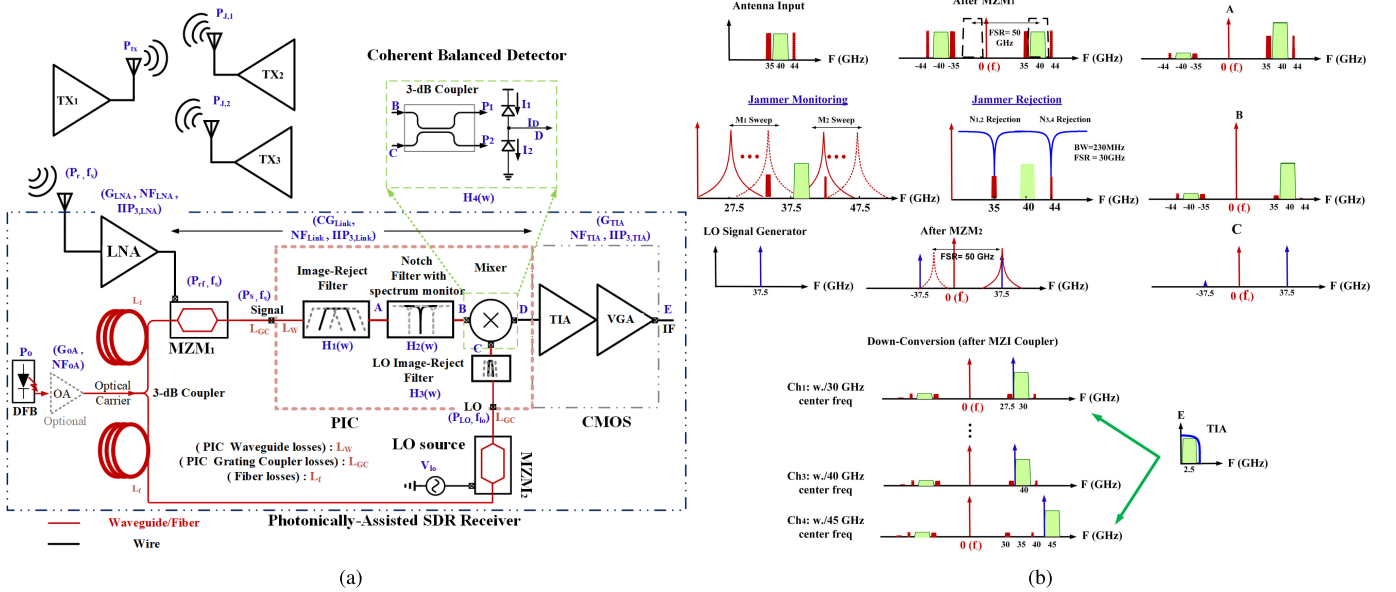 P_J,1
P_tx
TX1
TX2
P_J,2
TX3
Coherent Balanced Detector
3-dB Coupler
B
P1
I1
ID
D
C
P2
I2
H4(w)
(Pr, fs)
(GLNA, NFLNA,
IIP3,LNA)
(CGLink,
NFLink, IIP3,Link)
(GTIA
NFTIA, IIP3,TIA)
LNA
(Prf, fs)
Lf
MZM1
(Ps, fs)
Signal
LGC
LW
Image-Reject
Filter
H1(w)
A
Notch
Filter with
spectrum monitor
H2(w)
Mixer
B
D
C
TIA
VGA
E
IF
LO Image-Reject
Filter
H3(w)
LO
(PLO, flo)
LGC
PIC
CMOS
Po
DFB
(GOA,
NFOA)
OA
Optional
Optical
Carrier
3-dB Coupler
Lf
( PIC Waveguide losses) : LW
( PIC Grating Coupler losses) : LGC
( Fiber losses) : Lf
LO source
Vlo
MZM2
Waveguide/Fiber
Wire
Photonically-Assisted SDR Receiver
(a)
Antenna Input
35 40 44
F (GHz)
After MZM1
FSR= 50
GHz
-44 -40 -35
0 (fc)
35 40 44
F (GHz)
A
-44 -40 -35
0 (fc)
35 40 44
F (GHz)
Jammer Monitoring
M1 Sweep
M2 Sweep
27.5 37.5 47.5
F (GHz)
Jammer Rejection
N1,2 Rejection
N3,4 Rejection
BW=230MHz
FSR = 30GHz
35 40 44
F (GHz)
B
-44 -40 -35
0 (fc)
35 40 44
F (GHz)
LO Signal Generator
37.5
F (GHz)
After MZM2
FSR= 50 GHz
-37.5
0 (fc)
37.5
F (GHz)
C
-37.5
0 (fc)
37.5
F (GHz)
Down-Conversion (after MZI Coupler)
Ch1: w./30 GHz
center freq
0 (fc)
27.5 30
F (GHz)
Ch3: w./40 GHz
center freq
40
F (GHz)
Ch4: w./45 GHz
center freq
0 (fc)
30 35 40 45
F (GHz)
E
TIA
2.5
F (GHz)
(b)